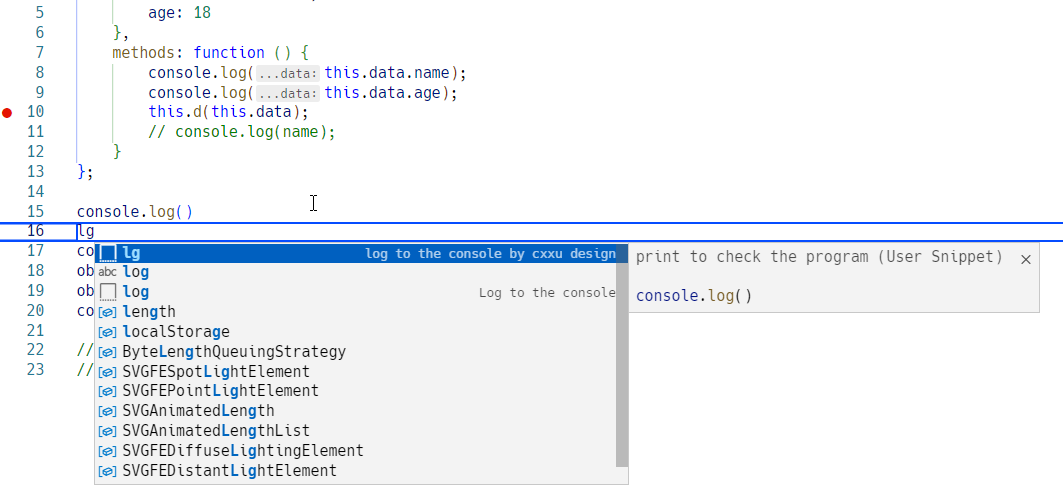 5 age: 18
6 },
7 methods: function () {
8 console.log(...data: this.data.name);
9 console.log(...data: this.data.age);
10 this.d(this.data);
11 // console.log(name);
12 }
13 };
14
15 console.log()
16 lg
17 co
18 ob
19 ob
20 co
21
22 //
23 //
lg log to the console by cxxu design
abc log
log Log to the console
length
localStorage
ByteLengthQueuingStrategy
SVGFESpotLightElement
SVGFEPointLightElement
SVGAnimatedLength
SVGAnimatedLengthList
SVGFEDiffuseLightingElement
SVGFEDistantLightElement
print to check the program (User Snippet) ×
console.log()